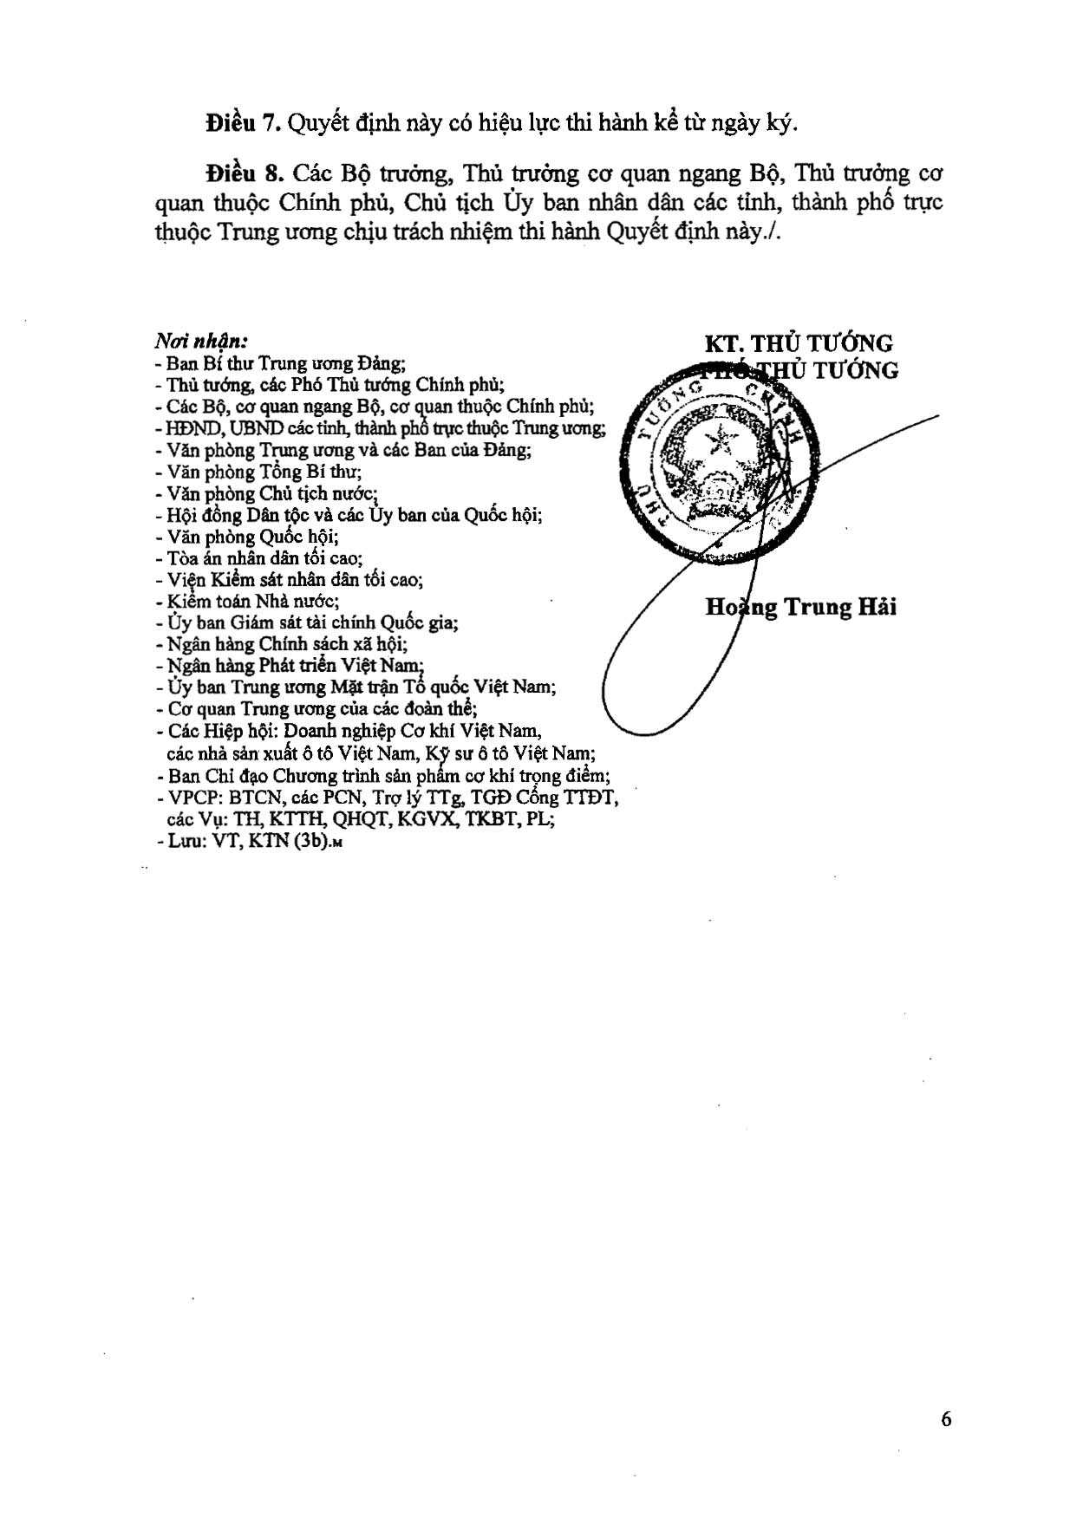 Điều 7. Quyết định này có hiệu lực thi hành kể từ ngày ký.
Điều 8. Các Bộ trưởng, Thủ trưởng cơ quan ngang Bộ, Thủ trưởng cơ
quan thuộc Chính phủ, Chủ tịch Ủy ban nhân dân các tỉnh, thành phố trực
thuộc Trung ương chịu trách nhiệm thi hành Quyết định này./.
Nơi nhận:
- Ban Bí thư Trung ương Đảng;
- Thủ tướng, các Phó Thủ tướng Chính phủ;
- Các Bộ, cơ quan ngang Bộ, cơ quan thuộc Chính phủ;
- HĐND, UBND các tỉnh, thành phố trực thuộc Trung ương;
- Văn phòng Trung ương và các Ban của Đảng;
- Văn phòng Tổng Bí thư;
- Văn phòng Chủ tịch nước;
- Hội đồng Dân tộc và các Ủy ban của Quốc hội;
- Văn phòng Quốc hội;
- Tòa án nhân dân tối cao;
- Viện Kiểm sát nhân dân tối cao;
- Kiểm toán Nhà nước;
- Ủy ban Giám sát tài chính Quốc gia;
- Ngân hàng Chính sách xã hội;
- Ngân hàng Phát triển Việt Nam;
- Ủy ban Trung ương Mặt trận Tổ quốc Việt Nam;
- Cơ quan Trung ương của các đoàn thể;
- Các Hiệp hội: Doanh nghiệp Cơ khí Việt Nam,
các nhà sản xuất ô tô Việt Nam, Kỹ sư ô tô Việt Nam;
- Ban Chỉ đạo Chương trình sản phẩm cơ khí trọng điểm;
- VPCP: BTCN, các PCN, Trợ lý TTg, TGĐ Cổng TTĐT,
các Vụ: TH, KTTH, QHQT, KGVX, TKBT, PL;
- Lưu: VT, KTN (3b).M
KT. THỦ TƯỚNG
PHÓ THỦ TƯỚNG
THỦ TƯỚNG CHÍNH
Hoàng Trung Hải
6